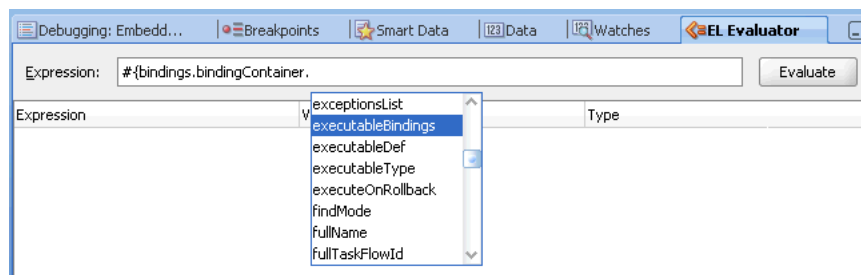 Debugging: Embedd... Breakpoints Smart Data Data Watches EL Evaluator
Expression: #{bindings.bindingContainer. Evaluate
Expression V Type
exceptionsList
executableBindings
executableDef
executableType
executeOnRollback
findMode
fullName
fullTaskFlowId